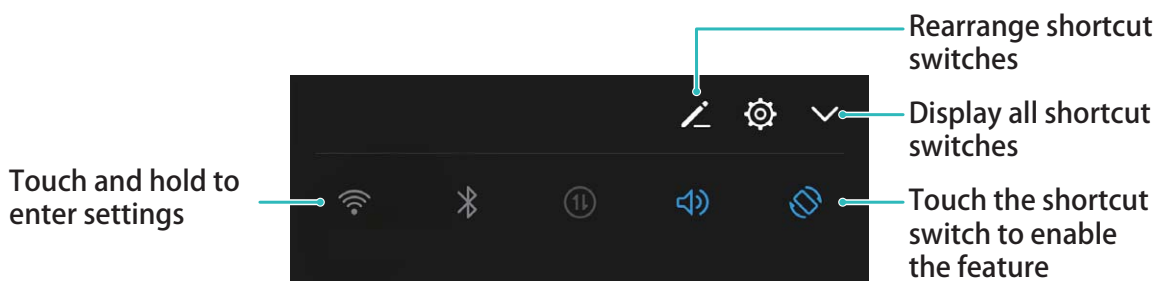 Rearrange shortcut
switches
Display all shortcut
switches
Touch and hold to
enter settings
Touch the shortcut
switch to enable
the feature